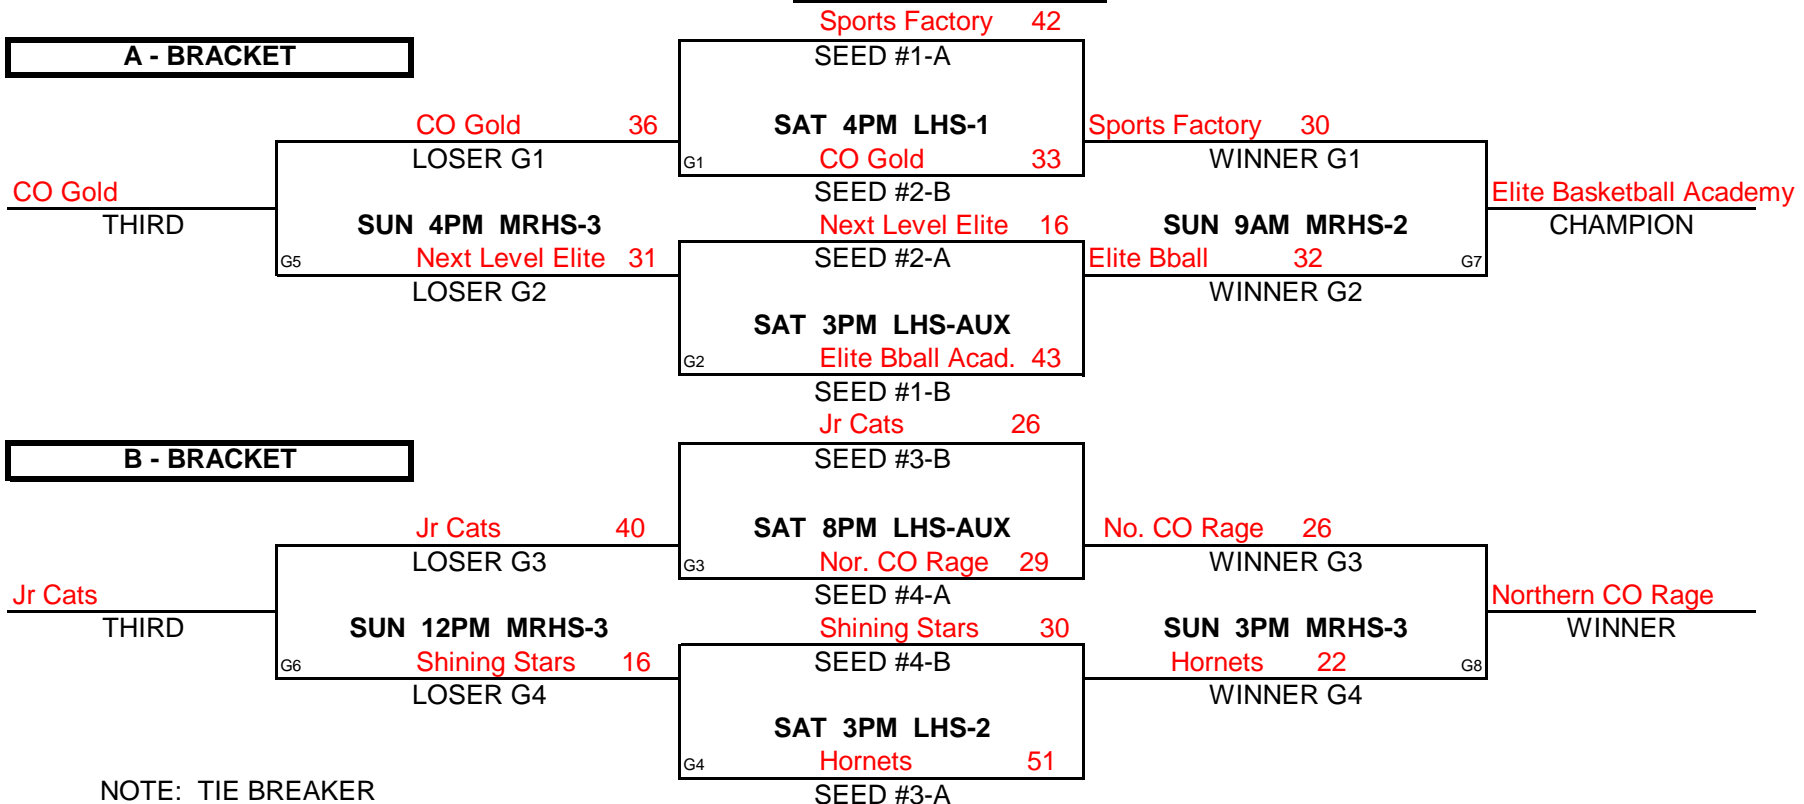 Sports Factory 42
A - BRACKET
SEED #1-A
CO Gold 36
SAT 4PM LHS-1
Sports Factory 30
LOSER G1
G1
CO Gold 33
WINNER G1
CO Gold
SEED #2-B
Elite Basketball Academy
THIRD
SUN 4PM MRHS-3
Next Level Elite 16
SUN 9AM MRHS-2
CHAMPION
G5
Next Level Elite 31
SEED #2-A
Elite Bball 32
G7
LOSER G2
WINNER G2
SAT 3PM LHS-AUX
G2
Elite Bball Acad. 43
SEED #1-B
Jr Cats 26
B - BRACKET
SEED #3-B
Jr Cats 40
SAT 8PM LHS-AUX
No. CO Rage 26
LOSER G3
G3
Nor. CO Rage 29
WINNER G3
Jr Cats
SEED #4-A
Northern CO Rage
THIRD
SUN 12PM MRHS-3
Shining Stars 30
SUN 3PM MRHS-3
WINNER
G6
Shining Stars 16
SEED #4-B
Hornets 22
G8
LOSER G4
WINNER G4
SAT 3PM LHS-2
G4
Hornets 51
NOTE: TIE BREAKER
SEED #3-A